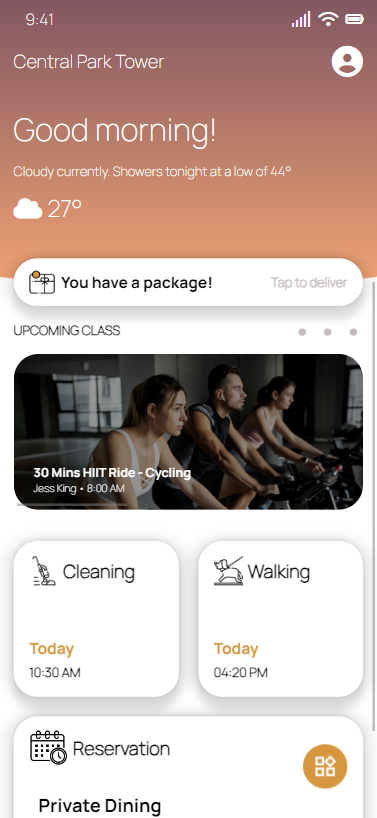 9:41
Central Park Tower
Good morning!
Cloudy currently. Showers tonight at a low of 44°
27°
You have a package! Tap to deliver
UPCOMING CLASS
30 Mins HIIT Ride - Cycling
Jess King • 8:00 AM
Cleaning
Today
10:30 AM
Walking
Today
04:20 PM
Reservation
Private Dining